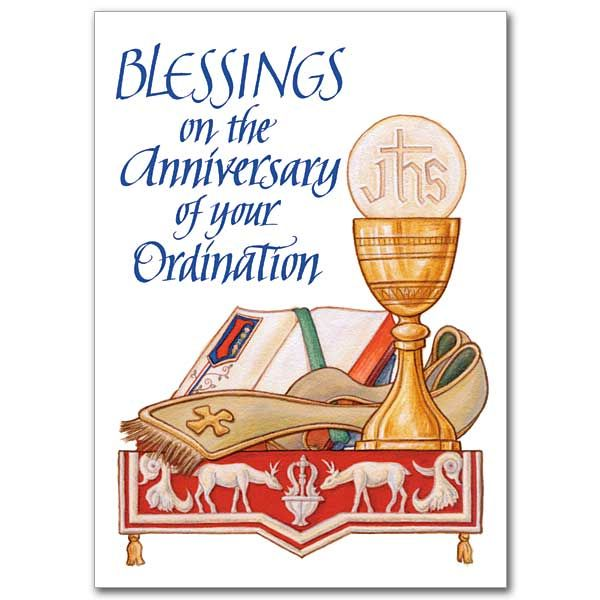 BLESSINGS
on the
Anniversary
of your
Ordination
jhs